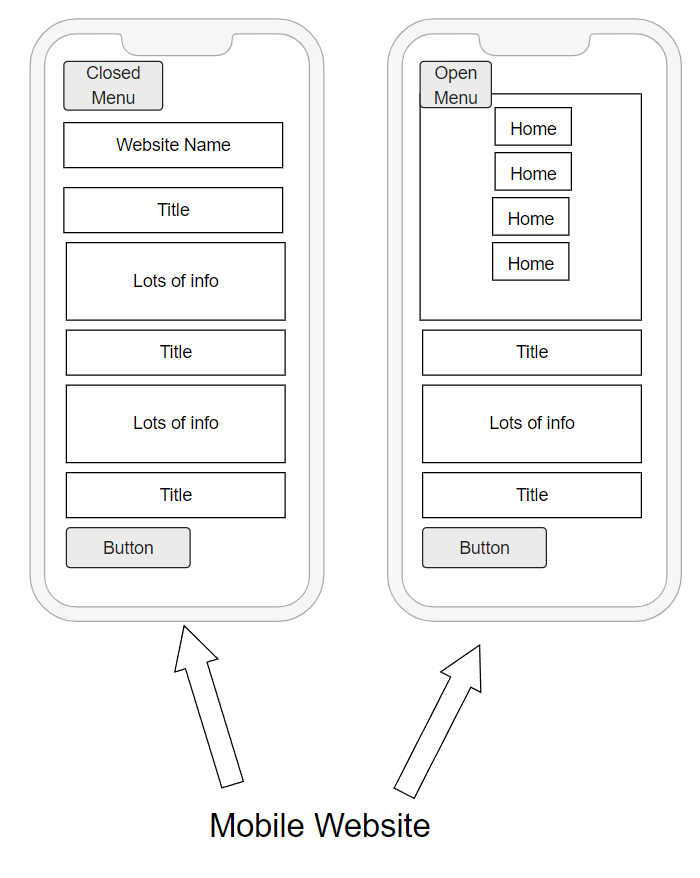 Closed
Menu
Website Name
Title
Lots of info
Title
Lots of info
Title
Button
Open
Menu
Home
Home
Home
Home
Title
Lots of info
Title
Button
Mobile Website